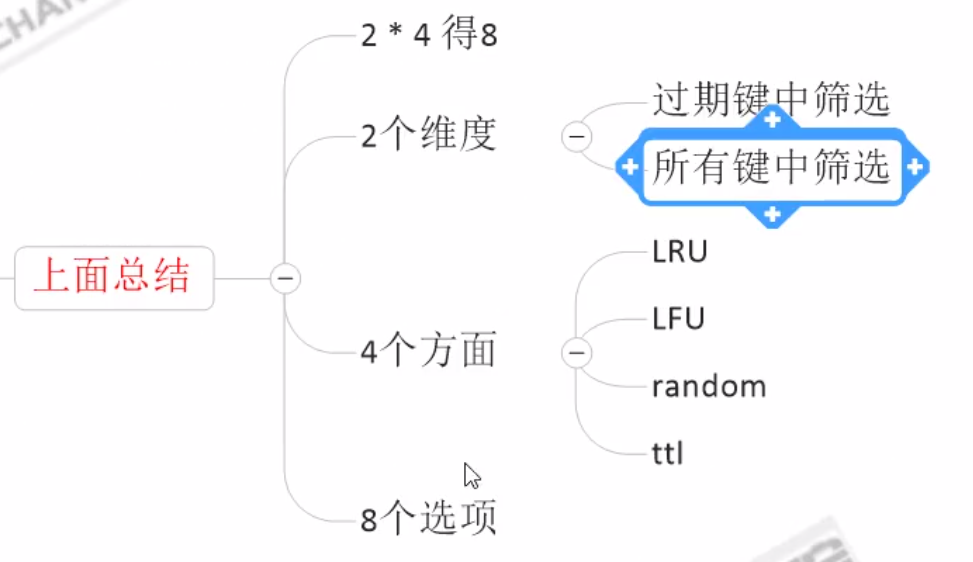 2 * 4 得8
2个维度
过期键中筛选
所有键中筛选
上面总结
4个方面
LRU
LFU
random
ttl
8个选项